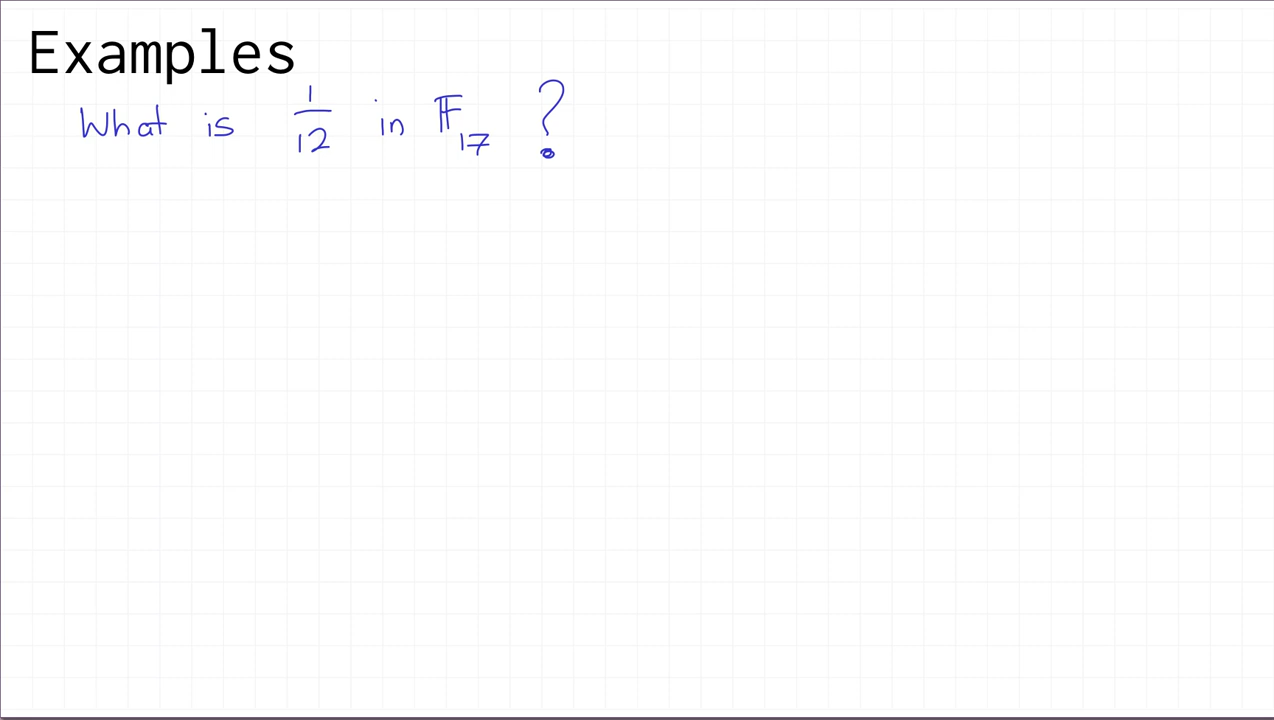 Examples
What is 1/12 in 𝔽₁₇ ?